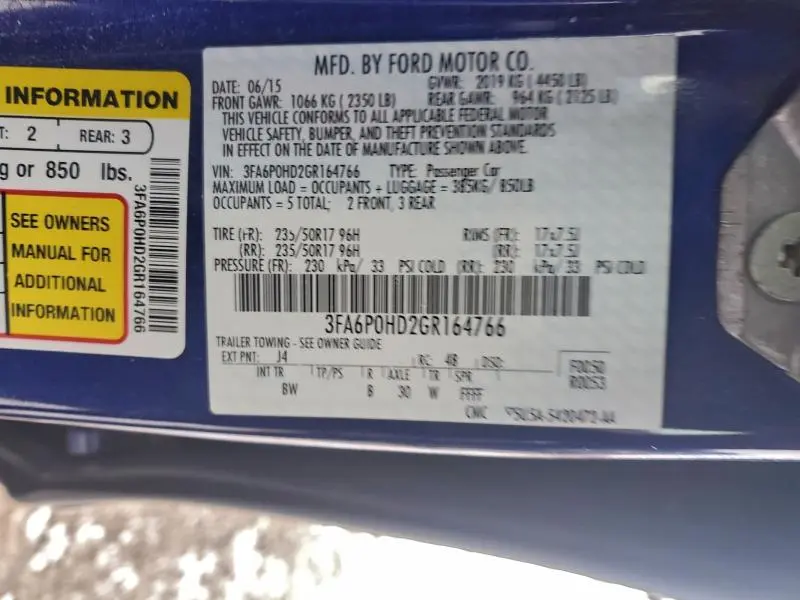 INFORMATION
T: 2 REAR: 3
g or 850 lbs.
SEE OWNERS
MANUAL FOR
ADDITIONAL
INFORMATION
3FA6P0HD2GR164766
MFD. BY FORD MOTOR CO.
DATE: 06/15 GVWR: 2019 KG ( 4450 LB)
FRONT GAWR: 1066 KG ( 2350 LB) REAR GAWR: 964 KG ( 2125 LB)
THIS VEHICLE CONFORMS TO ALL APPLICABLE FEDERAL MOTOR
VEHICLE SAFETY, BUMPER, AND THEFT PREVENTION STANDARDS
IN EFFECT ON THE DATE OF MANUFACTURE SHOWN ABOVE.
VIN: 3FA6P0HD2GR164766 TYPE: Passenger Car
MAXIMUM LOAD = OCCUPANTS + LUGGAGE = 385KG/ 850LB
OCCUPANTS = 5 TOTAL; 2 FRONT, 3 REAR
TIRE (FR): 235/50R17 96H RIMS (FR): 17x7.5J
(RR): 235/50R17 96H (RR): 17x7.5J
PRESSURE (FR): 230 kPa/ 33 PSI COLD (RR): 230 kPa/ 33 PSI COLD
3FA6P0HD2GR164766
TRAILER TOWING - SEE OWNER GUIDE
EXT PNT: J4 RC: 48 DSO: F0050
INT TR TP/PS R AXLE TR SPR R0053
BW B 30 W FFFF